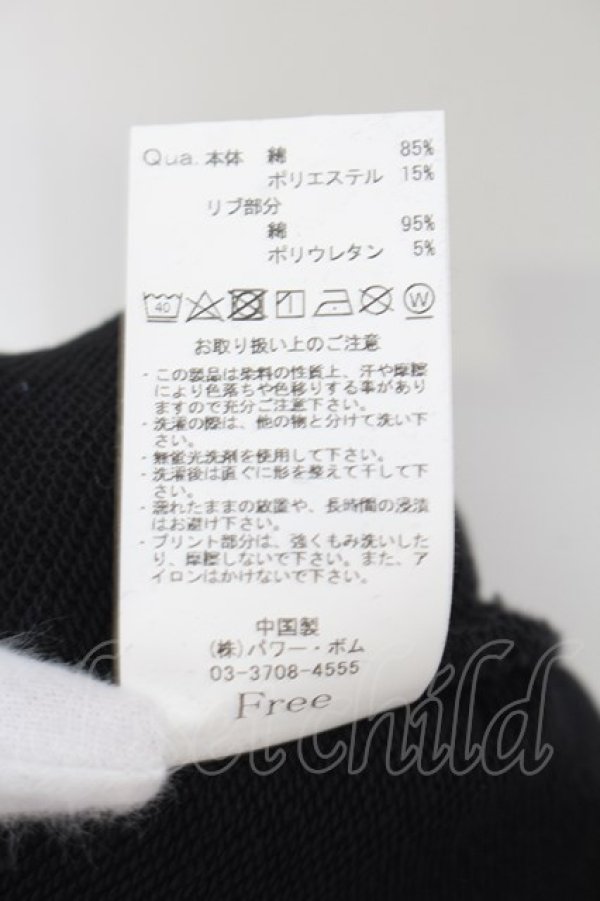 Qua. 本体 綿 85%
ポリエステル 15%
リブ部分
綿 95%
ポリウレタン 5%
40
W
お取り扱い上のご注意
・この製品は染料の性質上、汗や摩擦
により色落ちや色移りする事があり
ますので充分ご注意下さい。
・洗濯の際は、他の物と分けて洗い下
さい。
・無蛍光洗剤を使用して下さい。
・洗濯後は直ぐに形を整えて干して下
さい。
・濡れたままの放置や、長時間の浸漬
はお避け下さい。
・プリント部分は、強くもみ洗いした
り、摩擦しないで下さい。また、ア
イロンはかけないで下さい。
中国製
(株)パワー・ボム
03-3708-4555
Free